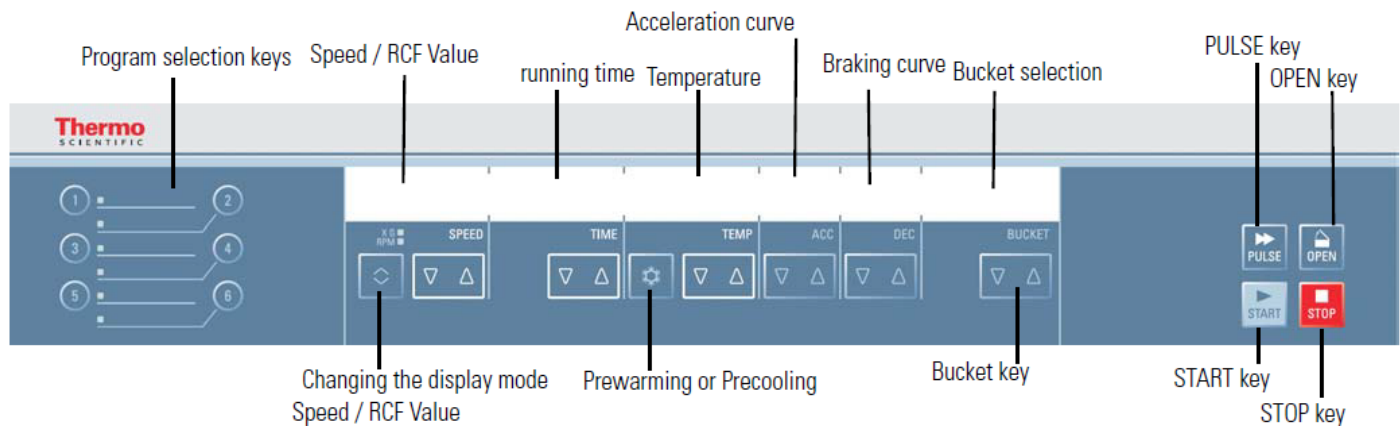 Acceleration curve
Program selection keys
Speed / RCF Value
running time
Temperature
Braking curve
Bucket selection
PULSE key
OPEN key
Thermo
SCIENTIFIC
1
2
3
4
5
6
X G
RPM
SPEED
TIME
TEMP
ACC
DEC
BUCKET
PULSE
OPEN
START
STOP
Changing the display mode
Speed / RCF Value
Prewarming or Precooling
Bucket key
START key
STOP key